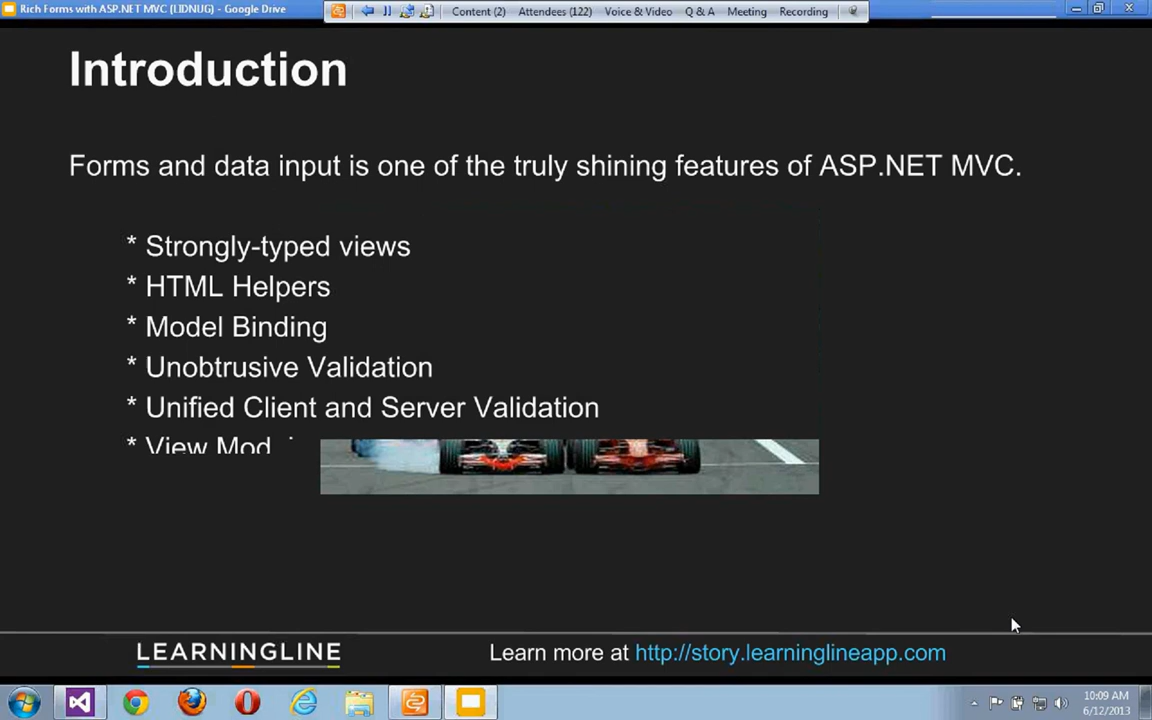 Rich Forms with ASP.NET MVC (LIDNUG) - Google Drive
Content (2) Attendees (122) Voice & Video Q & A Meeting Recording
Introduction
Forms and data input is one of the truly shining features of ASP.NET MVC.
* Strongly-typed views
* HTML Helpers
* Model Binding
* Unobtrusive Validation
* Unified Client and Server Validation
* View
LEARNINGLINE
Learn more at http://story.learninglineapp.com
10:09 AM
6/12/2013